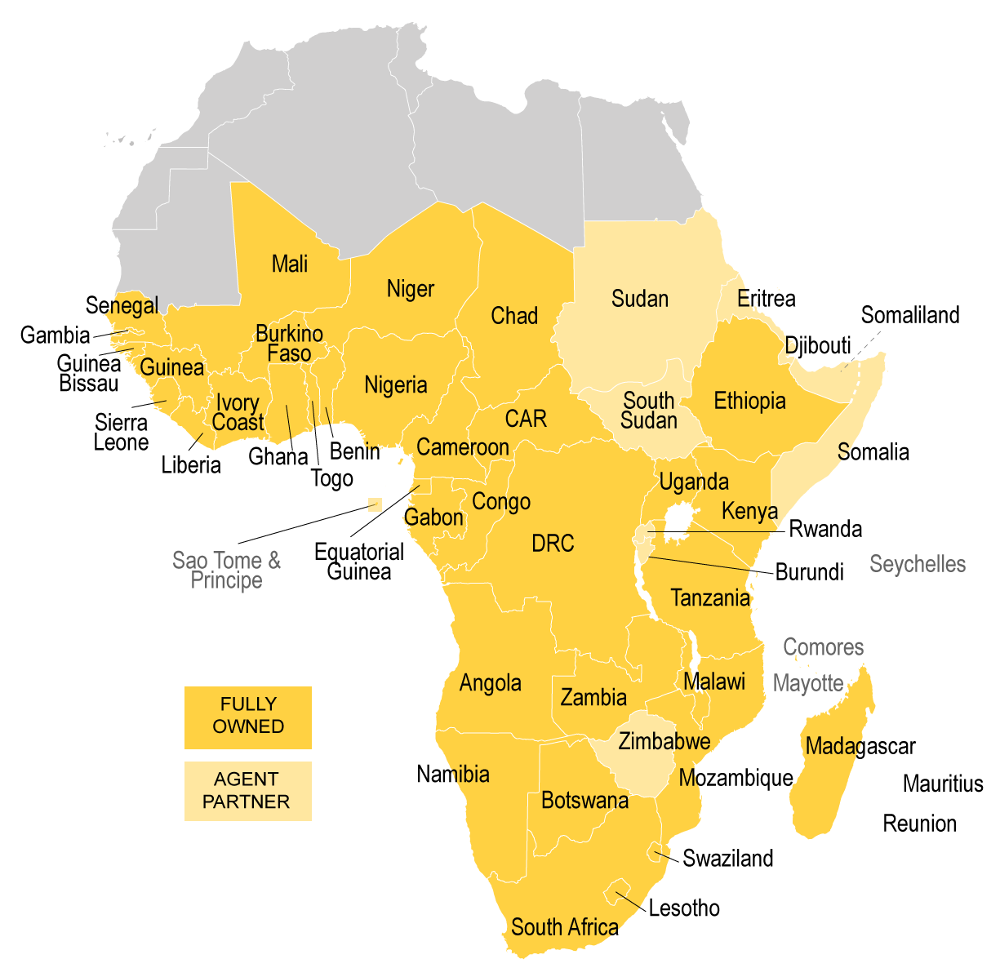 Mali
Niger
Chad
Sudan
Eritrea
Somaliland
Senegal
Gambia
Guinea
Bissau
Guinea
Burkino
Faso
Djibouti
Nigeria
Ivory
Coast
Sierra
Leone
Liberia
Ghana
Togo
Benin
CAR
South
Sudan
Ethiopia
Somalia
Cameroon
Uganda
Kenya
Congo
Gabon
Rwanda
DRC
Equatorial
Guinea
Sao Tome &
Principe
Burundi
Seychelles
Tanzania
Comores
Mayotte
Angola
Zambia
Malawi
FULLY
OWNED
Zimbabwe
Madagascar
Namibia
Mozambique
Mauritius
AGENT
PARTNER
Botswana
Reunion
Swaziland
Lesotho
South Africa